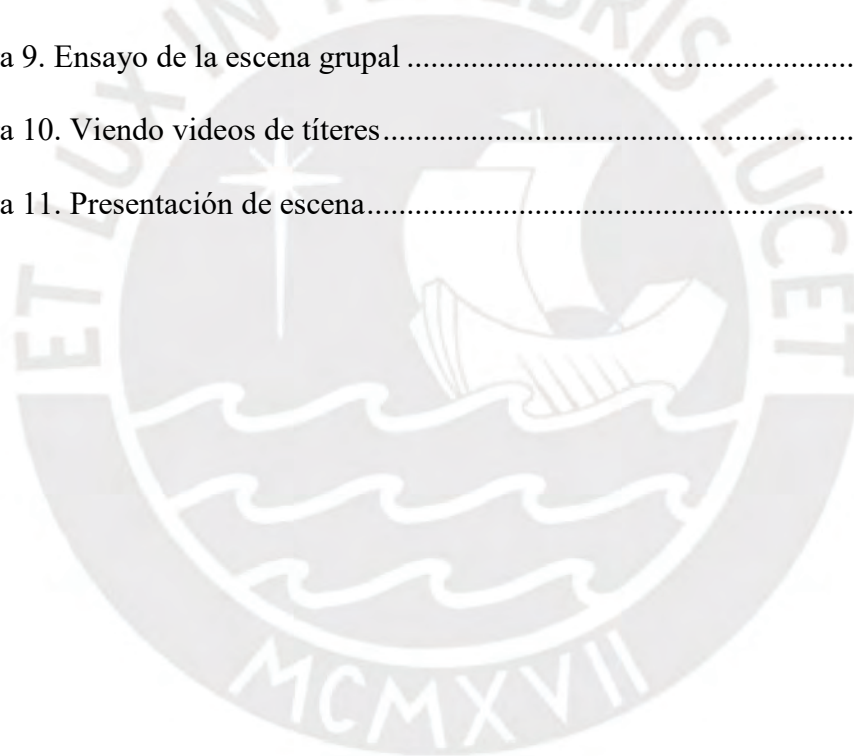 ET LUX IN TENEBRIS LUCET
a 9. Ensayo de la escena grupal ........................................................
a 10. Viendo videos de títeres...........................................................
a 11. Presentación de escena.............................................................
MCMXVII